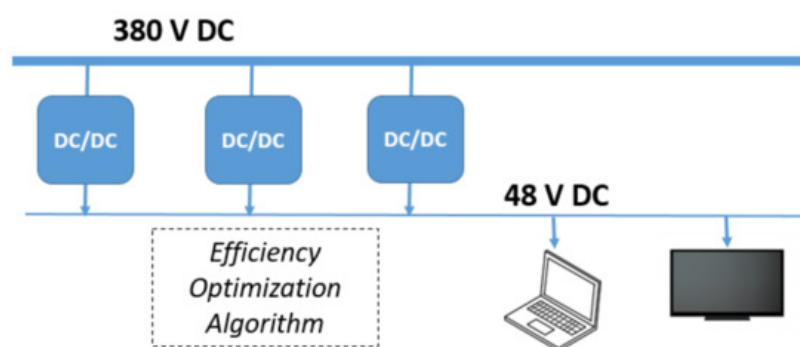 380 V DC
DC/DC DC/DC DC/DC
48 V DC
Efficiency
Optimization
Algorithm